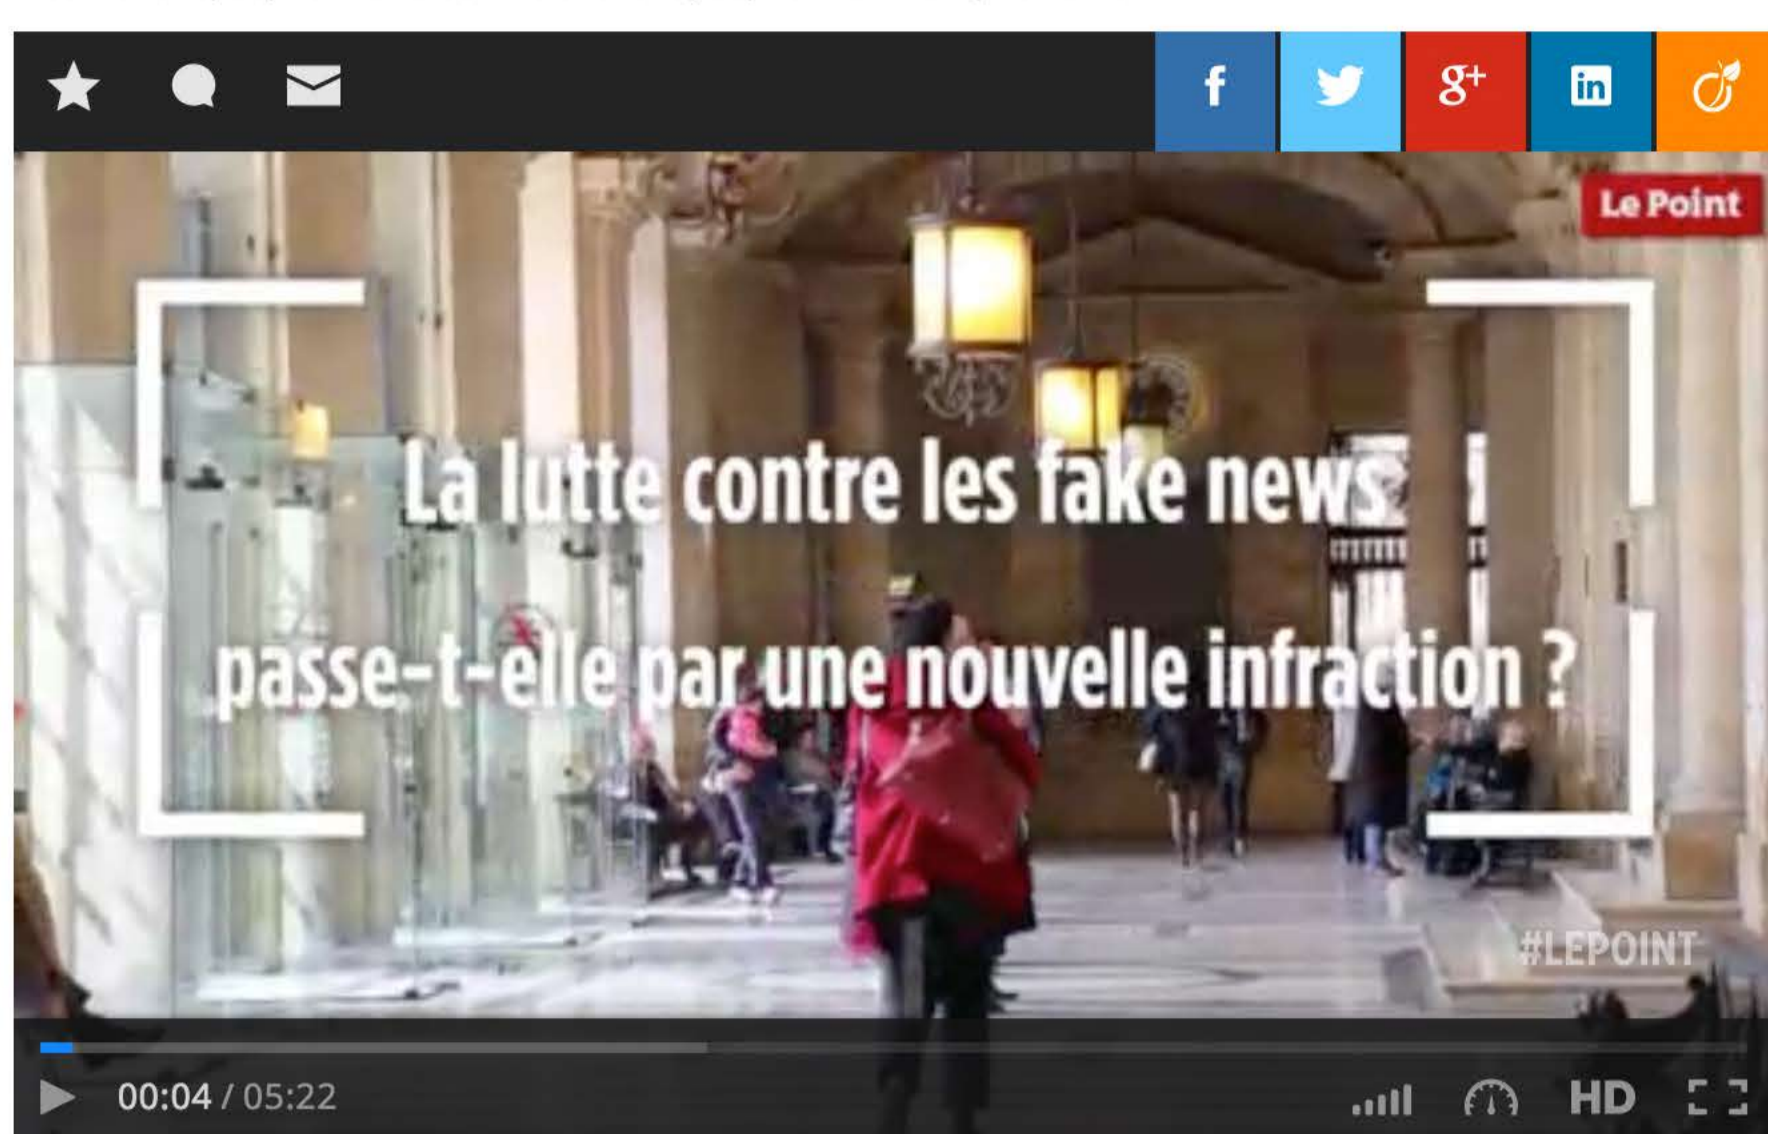 f
g+
in
Le Point
La lutte contre les fake news
passe-t-elle par une nouvelle infraction ?
#LEPOINT
00:04 / 05:22
HD